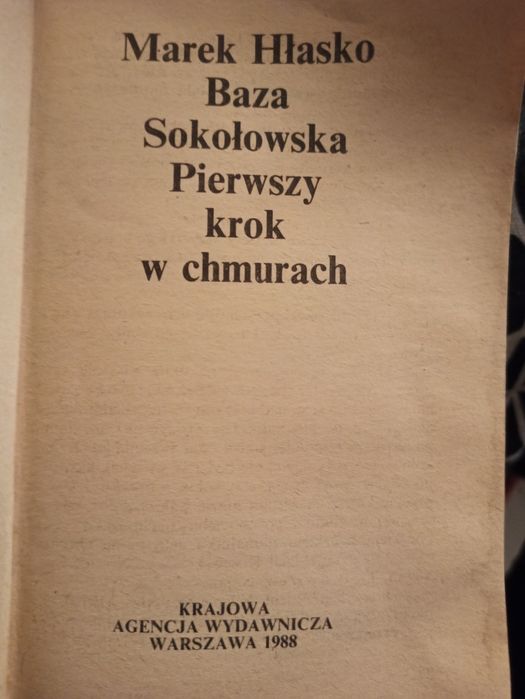 Marek Hłasko
Baza
Sokołowska
Pierwszy
krok
w chmurach
KRAJOWA
AGENCJA WYDAWNICZA
WARSZAWA 1988